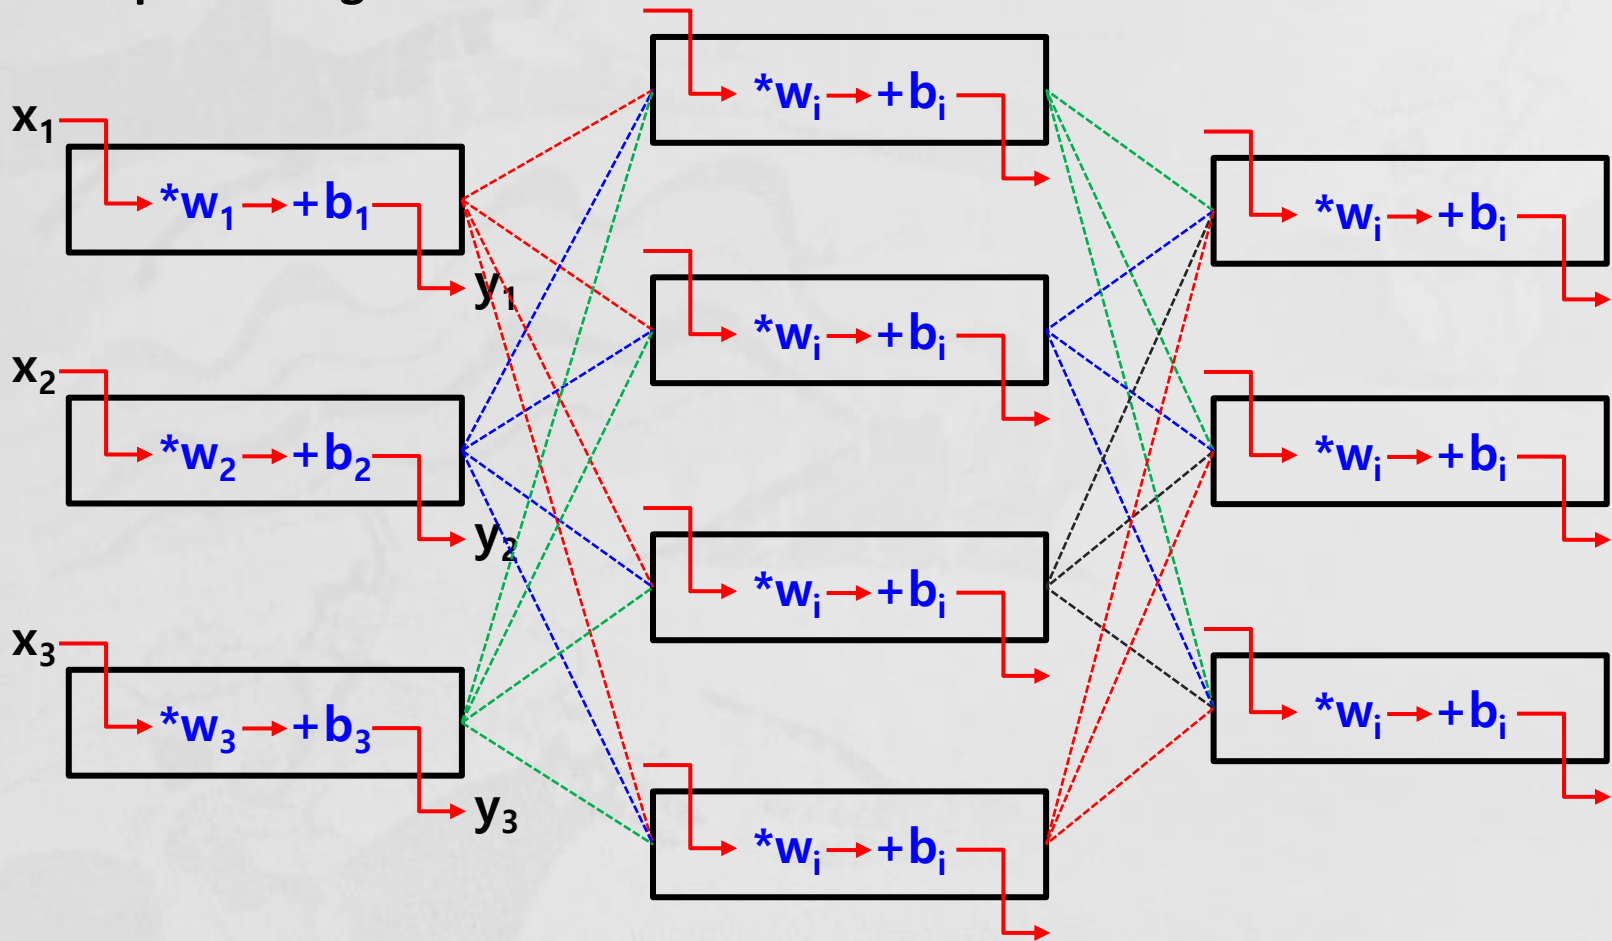 x₁
*w₁ +b₁
y₁
x₂
*w₂ +b₂
y₂
x₃
*w₃ +b₃
y₃
*wᵢ +bᵢ
*wᵢ +bᵢ
*wᵢ +bᵢ
*wᵢ +bᵢ
*wᵢ +bᵢ
*wᵢ +bᵢ
*wᵢ +bᵢ